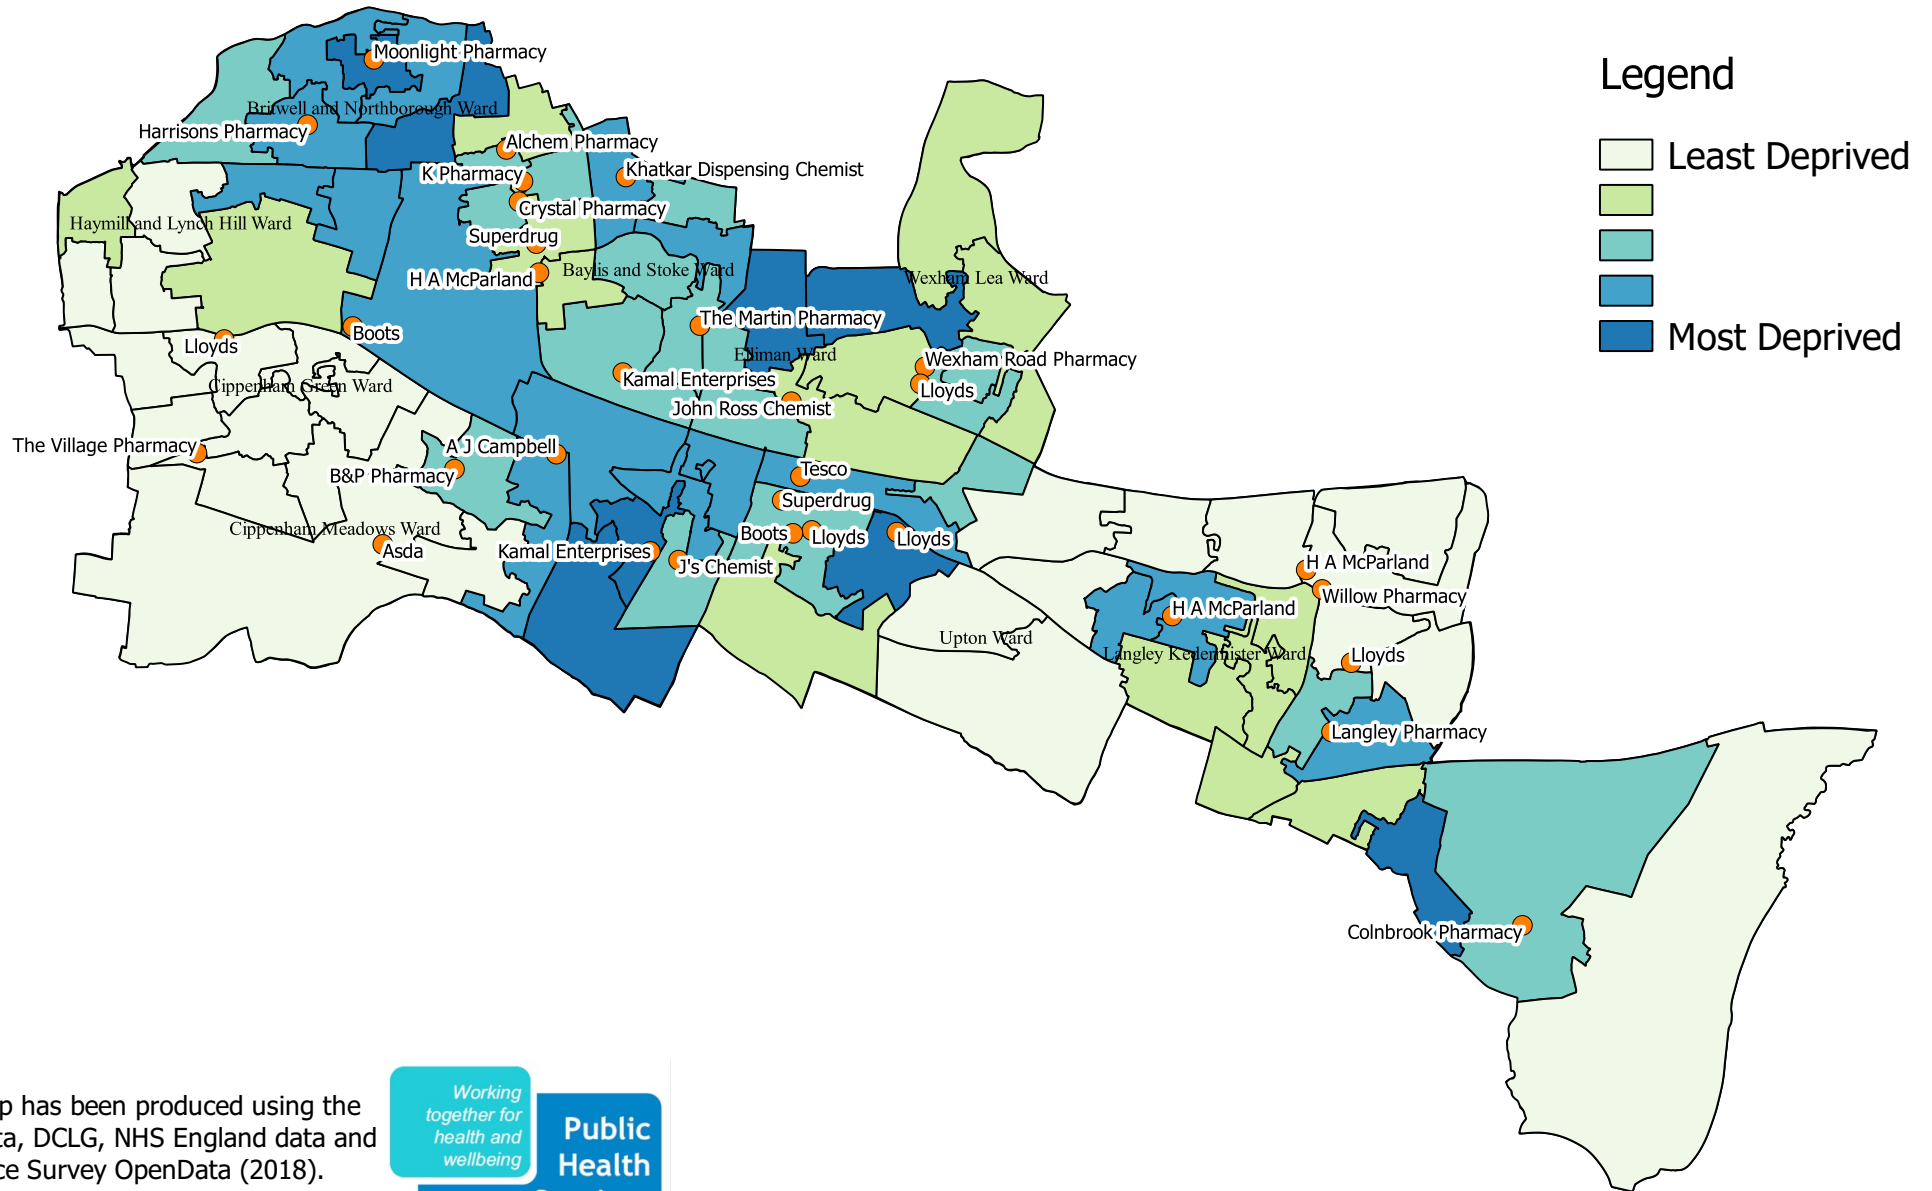 Legend
Least Deprived
Most Deprived
Moonlight Pharmacy
Britwell and Northborough Ward
Harrisons Pharmacy
Alchem Pharmacy
K Pharmacy
Khatkar Dispensing Chemist
Crystal Pharmacy
Haymill and Lynch Hill Ward
Superdrug
H A McParland
Baylis and Stoke Ward
Wexham Lea Ward
The Martin Pharmacy
Boots
Lloyds
Elliman Ward
Wexham Road Pharmacy
Kamal Enterprises
Cippenham Green Ward
Lloyds
John Ross Chemist
The Village Pharmacy
A J Campbell
B&P Pharmacy
Tesco
Superdrug
Cippenham Meadows Ward
Asda
Kamal Enterprises
Boots
Lloyds
Lloyds
J's Chemist
H A McParland
Willow Pharmacy
H A McParland
Upton Ward
Langley Kedermister Ward
Lloyds
Langley Pharmacy
Colnbrook Pharmacy
p has been produced using the
ta, DCLG, NHS England data and
ce Survey OpenData (2018).
Working
together for
health and
wellbeing
Public
Health